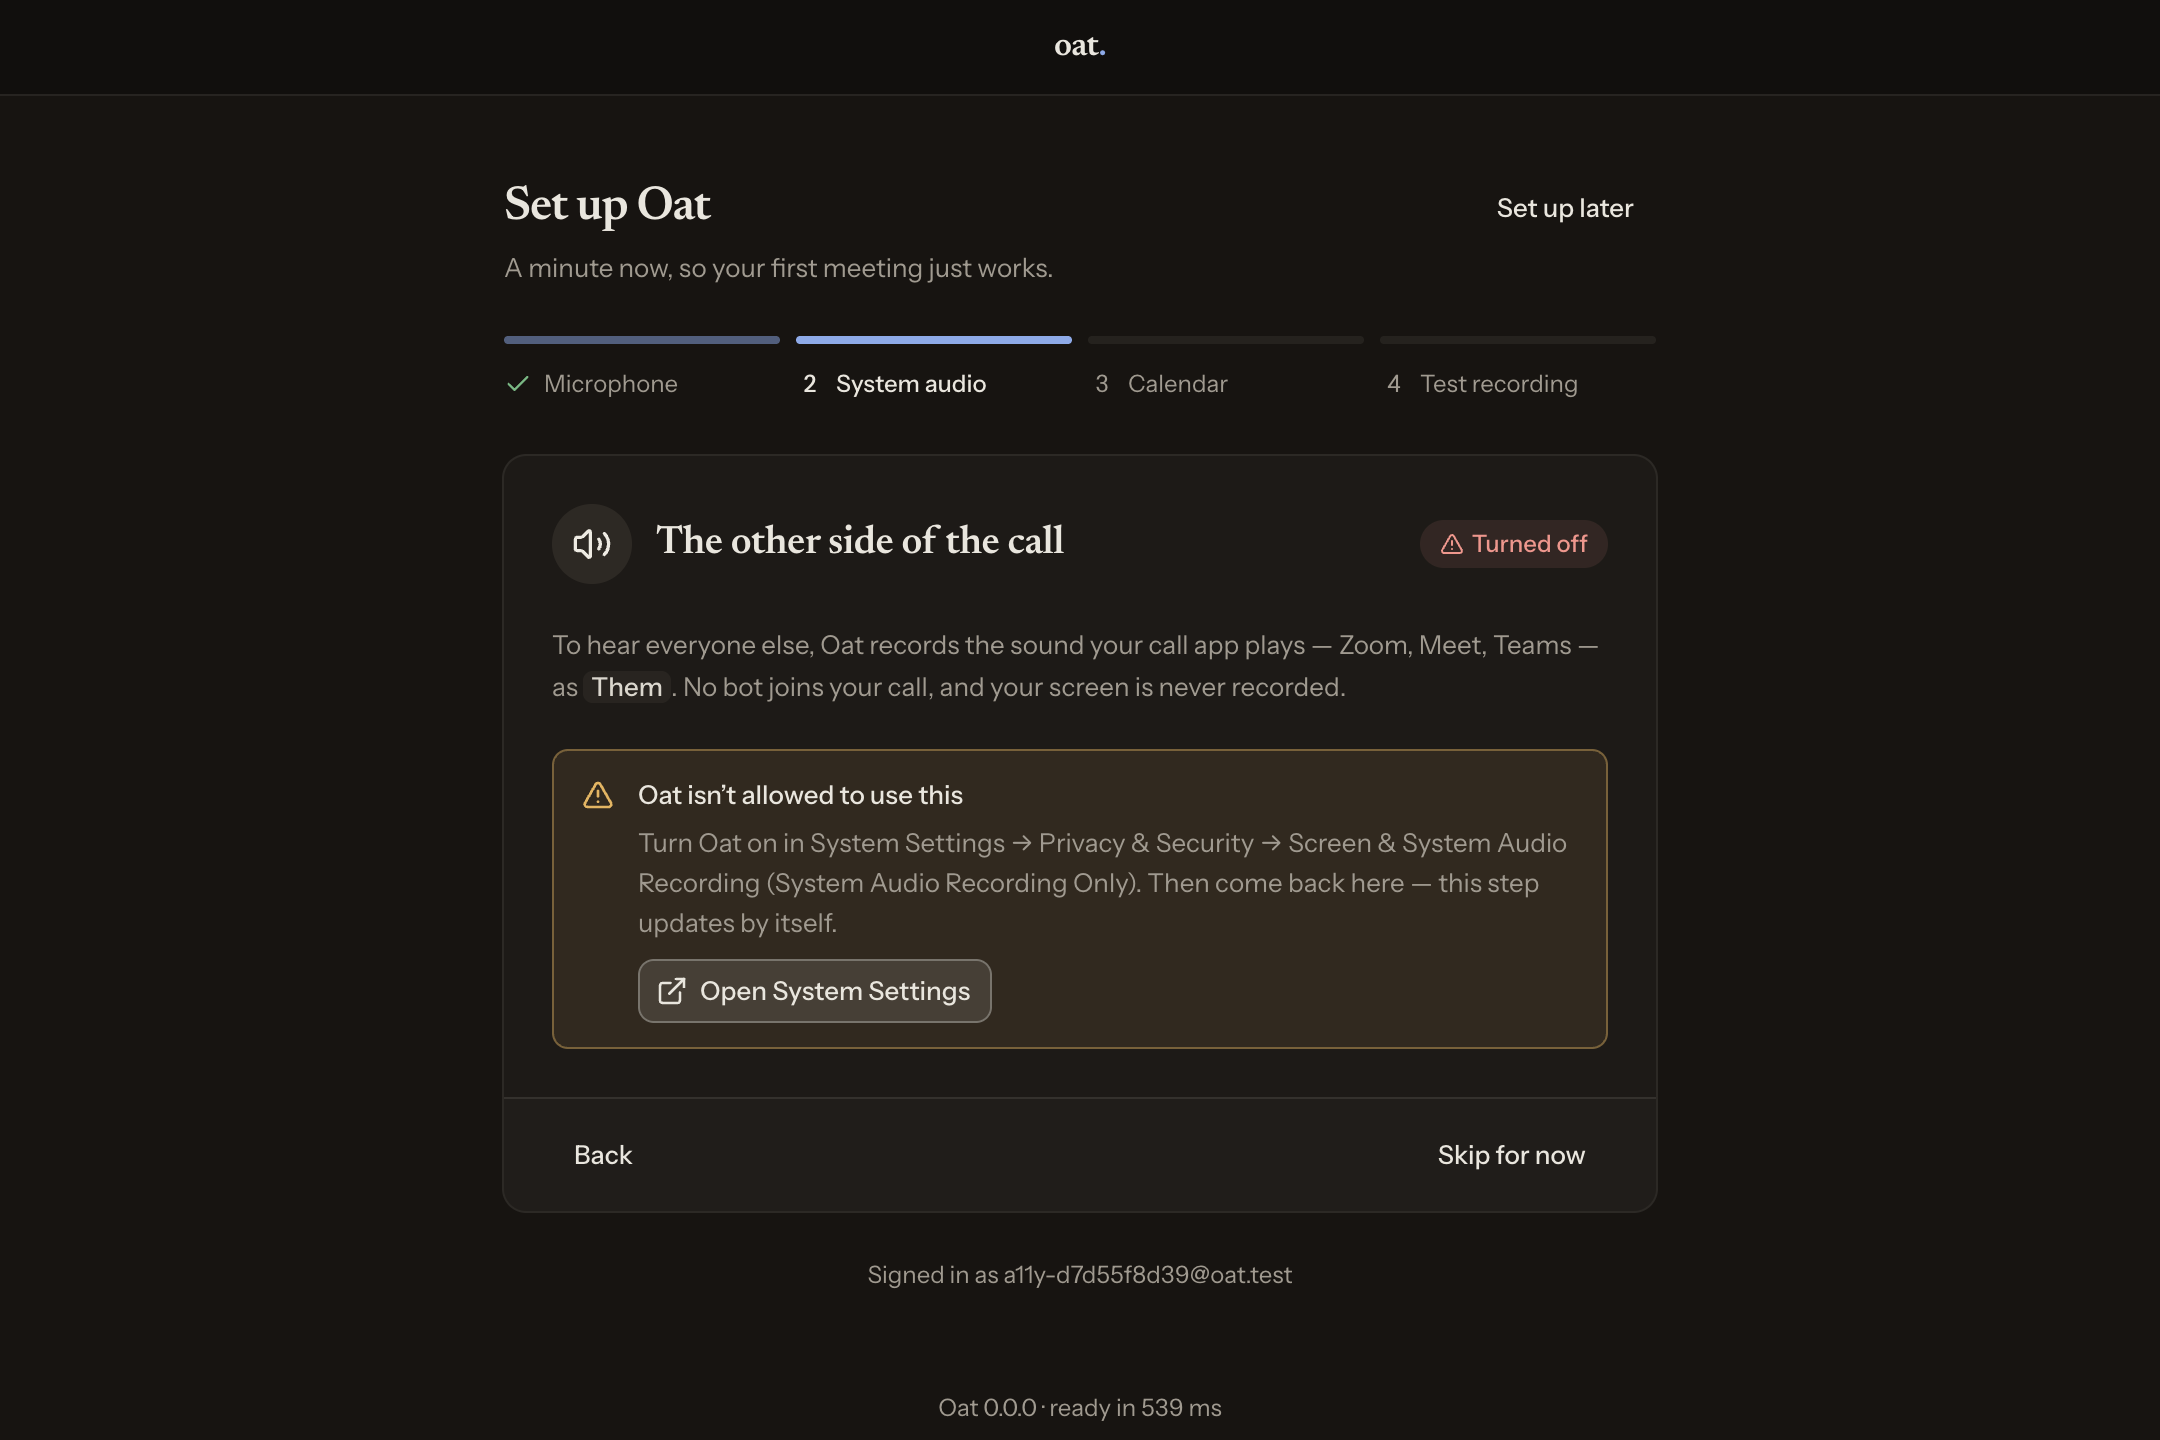 oat.
Set up Oat
Set up later
A minute now, so your first meeting just works.
Microphone
2 System audio
3 Calendar
4 Test recording
The other side of the call
Turned off
To hear everyone else, Oat records the sound your call app plays — Zoom, Meet, Teams —
as Them. No bot joins your call, and your screen is never recorded.
Oat isn’t allowed to use this
Turn Oat on in System Settings → Privacy & Security → Screen & System Audio
Recording (System Audio Recording Only). Then come back here — this step
updates by itself.
Open System Settings
Back
Skip for now
Signed in as a11y-d7d55f8d39@oat.test
Oat 0.0.0 · ready in 539 ms